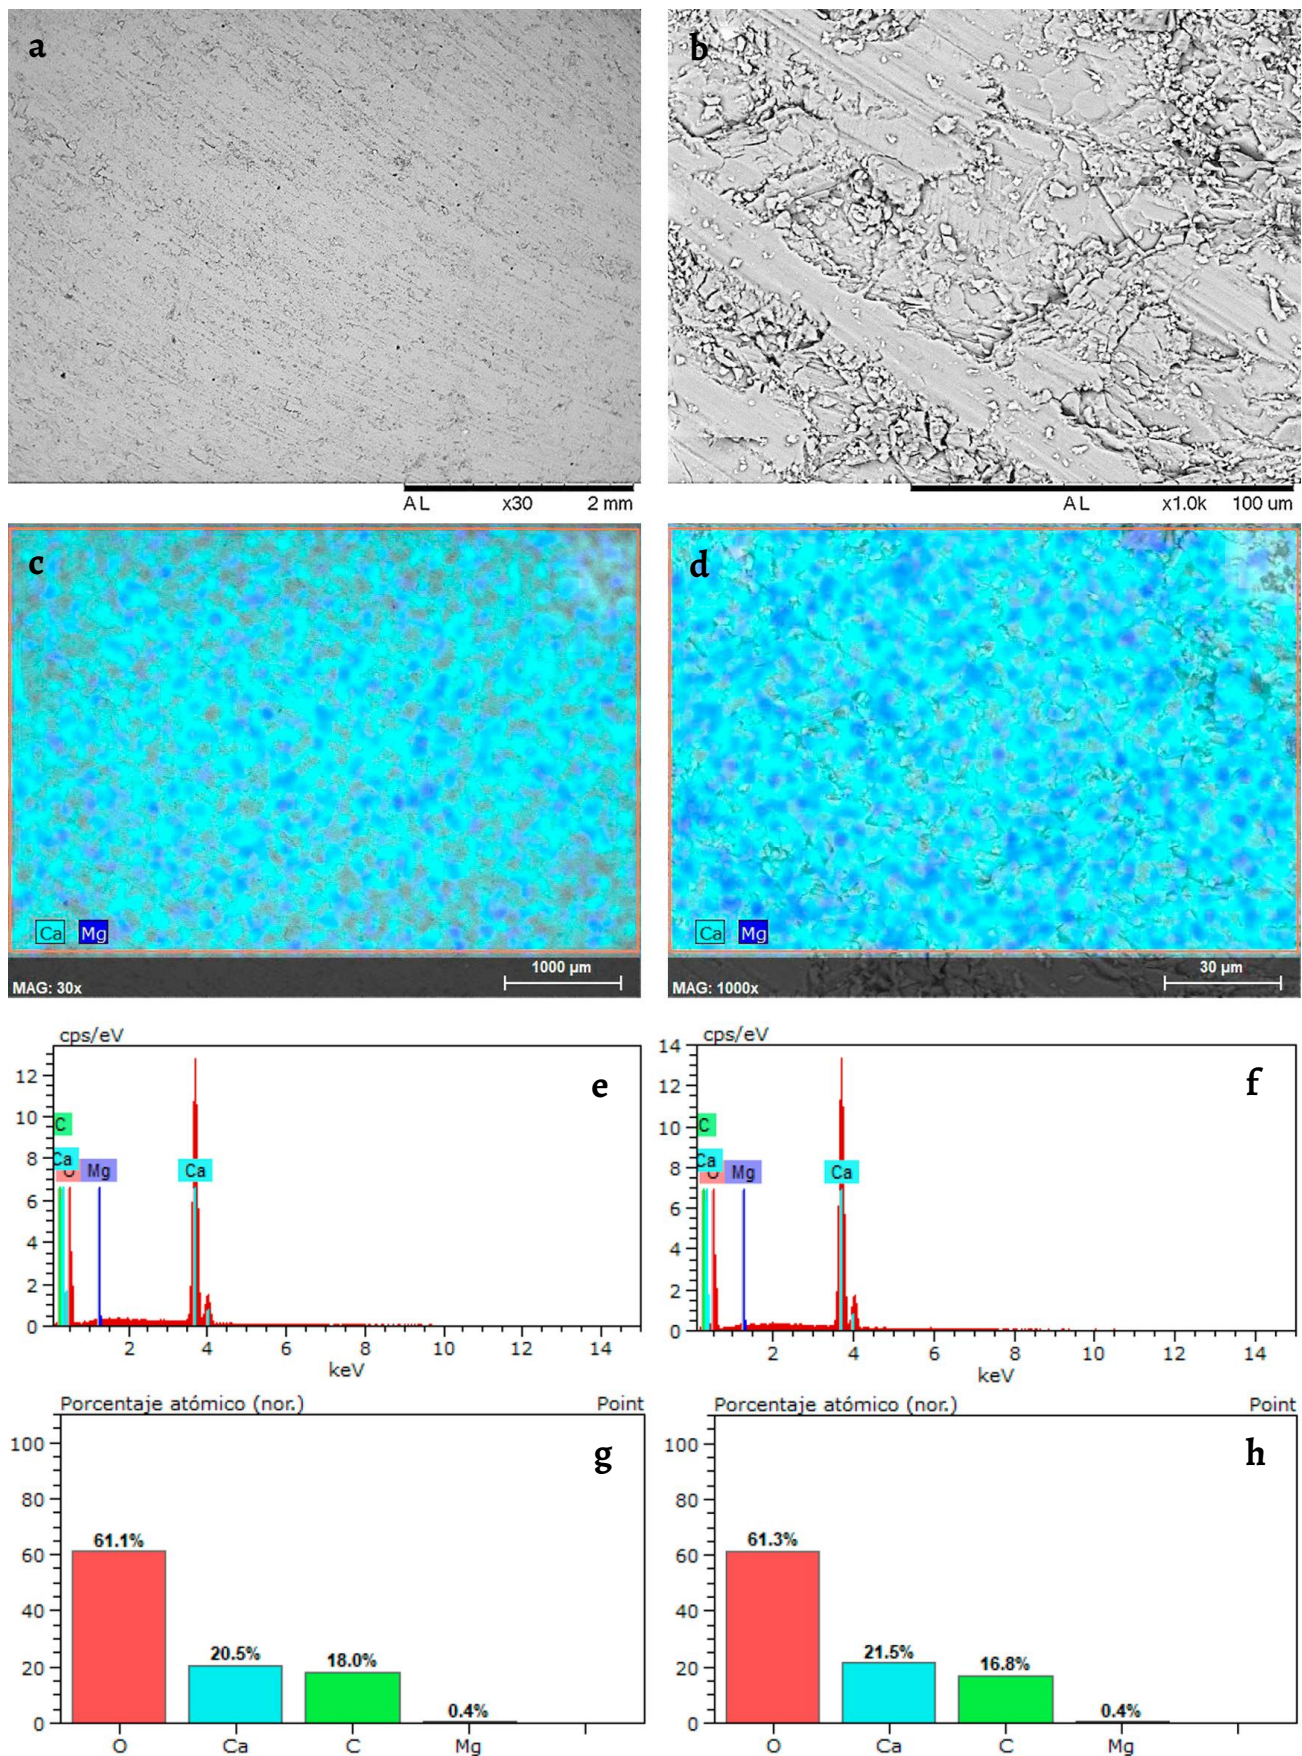 a
b
A L x30 2 mm
A L x1.0k 100 um
c
d
Ca Mg
Ca Mg
1000 µm
MAG: 30x
30 µm
MAG: 1000x
cps/eV
e
12
10
8
6
4
2
0
C
Ca
O
Mg
Ca
2 4 6 8 10 12 14
keV
cps/eV
f
14
12
10
8
6
4
2
0
C
Ca
O
Mg
Ca
2 4 6 8 10 12 14
keV
Porcentaje atómico (nor.) Point
g
100
80
60
40
20
0
61.1%
20.5%
18.0%
0.4%
O Ca C Mg
Porcentaje atómico (nor.) Point
h
100
80
60
40
20
0
61.3%
21.5%
16.8%
0.4%
O Ca C Mg